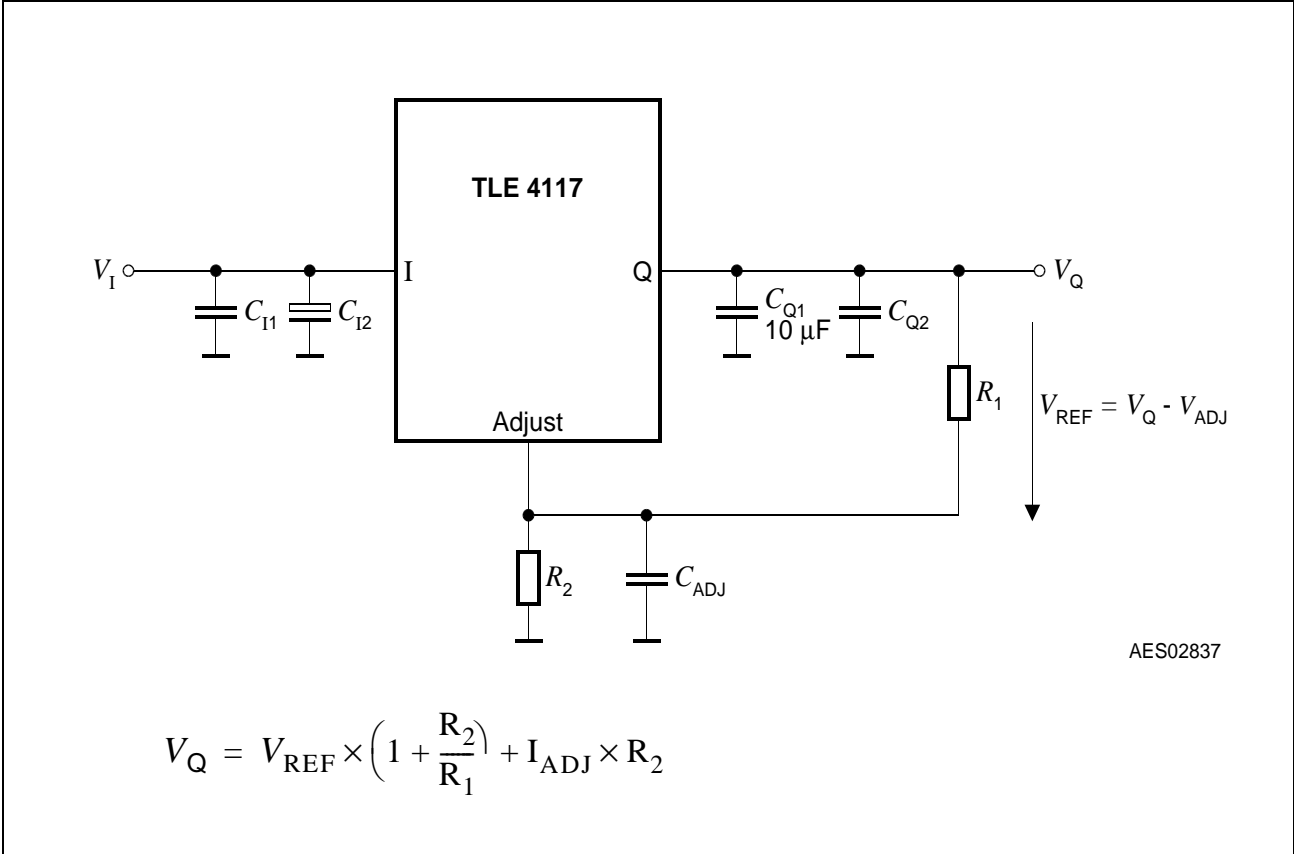 TLE 4117
V_I
I
Q
V_Q
C_I1
C_I2
C_Q1
10 μF
C_Q2
R_1
V_REF = V_Q - V_ADJ
Adjust
R_2
C_ADJ
AES02837
V_Q = V_REF × (1 + R_2/R_1) + I_ADJ × R_2